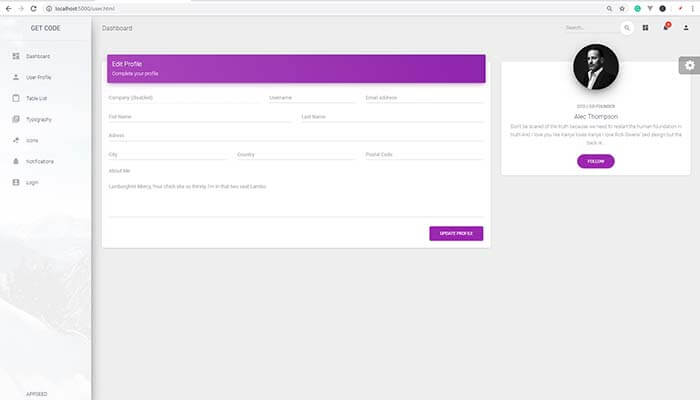 localhost:5000/user.html
GET CODE
Dashboard
User Profile
Table List
Typography
Icons
Notifications
Login
APPSEED
Dashboard
Search...
Edit Profile
Complete your profile
Company (disabled)
Username
Email address
Fist Name
Last Name
Adress
City
Country
Postal Code
About Me
Lamborghini Mercy, Your chick she so thirsty, I'm in that two seat Lambo.
UPDATE PROFILE
CEO / CO-FOUNDER
Alec Thompson
Don't be scared of the truth because we need to restart the human foundation in
truth And I love you like Kanye loves Kanye I love Rick Owens' bed design but the
back is...
FOLLOW